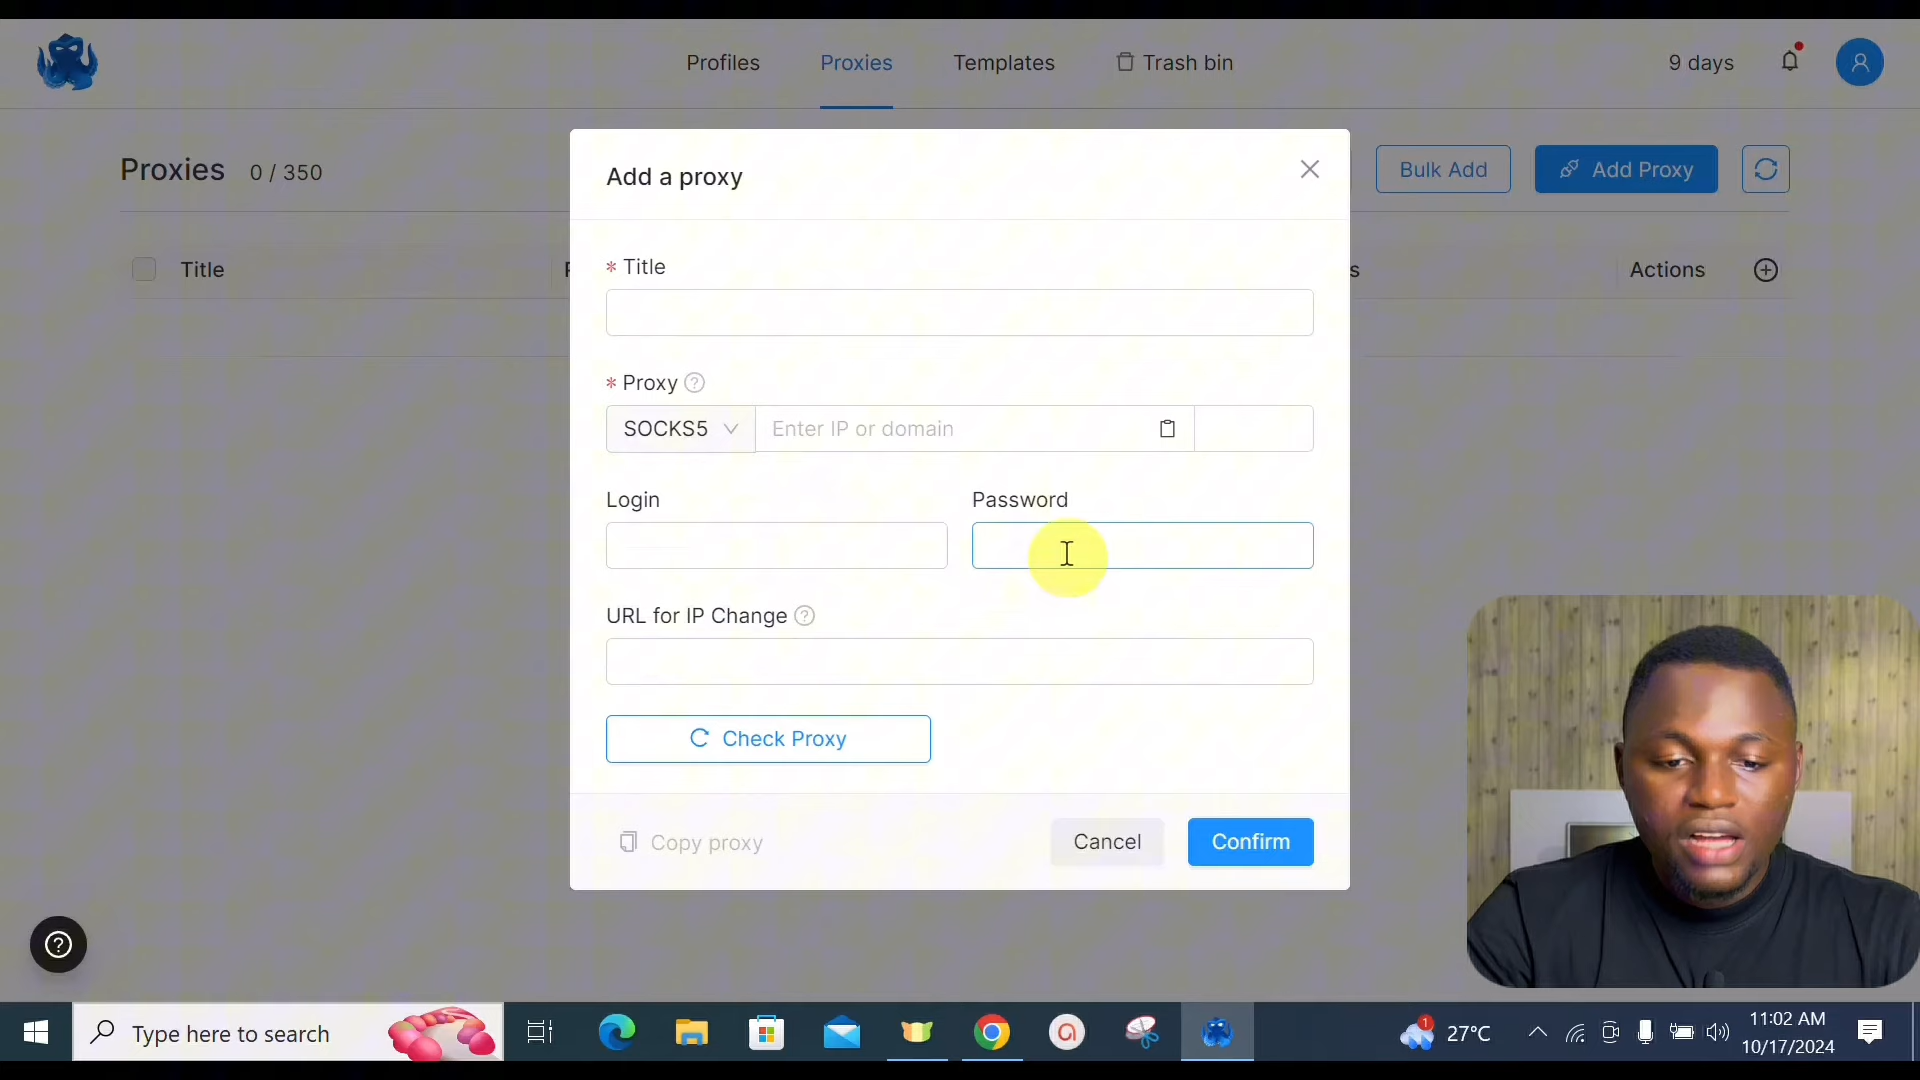 Profiles
Proxies
Templates
Trash bin
9 days
Proxies 0 / 350
Bulk Add
Add Proxy
Add a proxy
Title
Actions
* Title
* Proxy
SOCKS5
Enter IP or domain
Login
Password
URL for IP Change
Check Proxy
Copy proxy
Cancel
Confirm
Type here to search
1
27°C
11:02 AM
10/17/2024